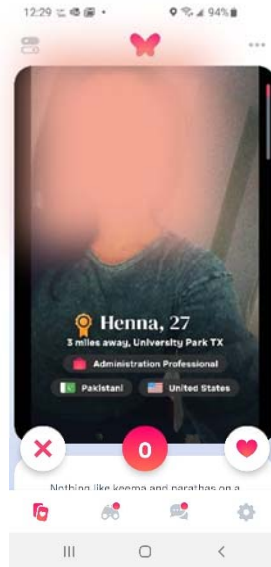 12:29
94%
Henna, 27
3 miles away, University Park TX
Administration Professional
Pakistani United States
0
Nothing like keema and parathas on a